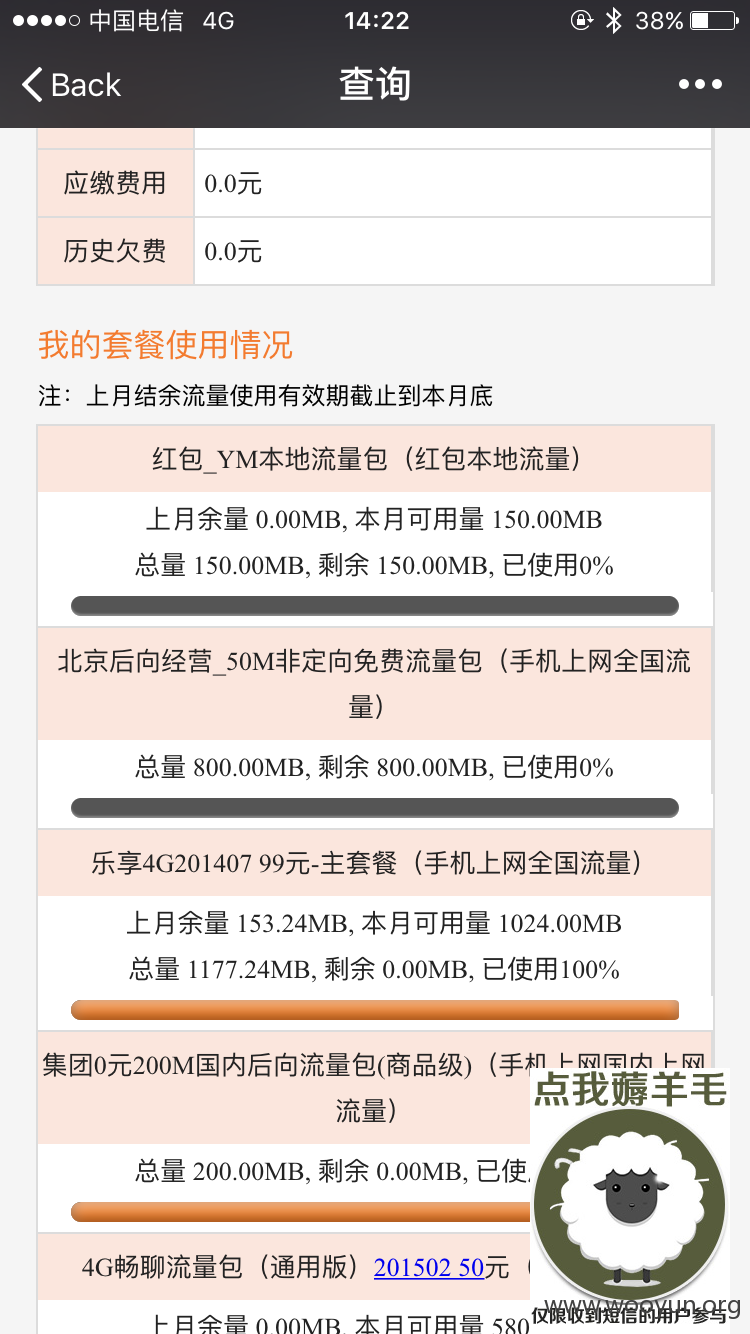 中国电信 4G 14:22 38%
Back 查询
应缴费用 0.0元
历史欠费 0.0元
我的套餐使用情况
注：上月结余流量使用有效期截止到本月底
红包_YM本地流量包（红包本地流量）
上月余量 0.00MB, 本月可用量 150.00MB
总量 150.00MB, 剩余 150.00MB, 已使用0%
北京后向经营_50M非定向免费流量包（手机上网全国流
量）
总量 800.00MB, 剩余 800.00MB, 已使用0%
乐享4G201407 99元-主套餐（手机上网全国流量）
上月余量 153.24MB, 本月可用量 1024.00MB
总量 1177.24MB, 剩余 0.00MB, 已使用100%
集团0元200M国内后向流量包(商品级)（手机上网国内上网
流量）
点我薅羊毛
总量 200.00MB, 剩余 0.00MB, 已使
4G畅聊流量包（通用版）201502 50元（
上月余量 0.00MB, 本月可用量 580
www.wooyun.org
仅限收到短信的用户参与